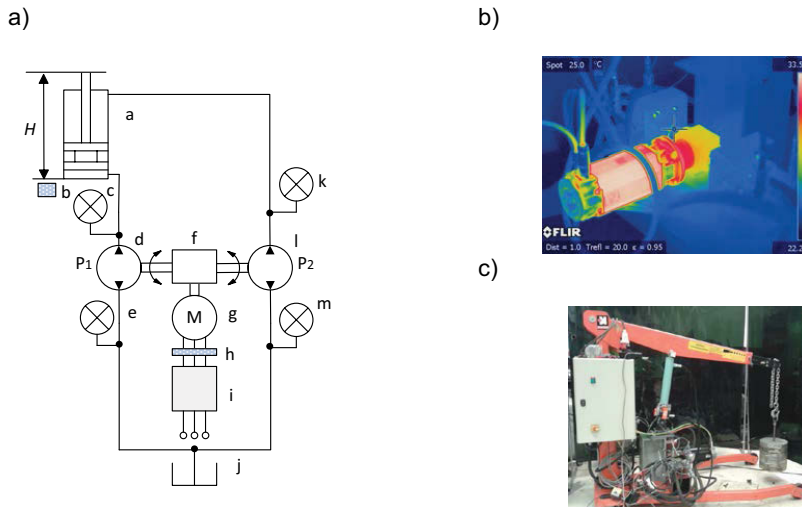 a)
H
a
b
c
d
P1
e
f
M
g
h
i
j
k
l
P2
m
b)
Spot 25.0 °C
33.5
FLIR
Dist = 1.0 Trefl = 20.0 ε = 0.95
22.2
c)